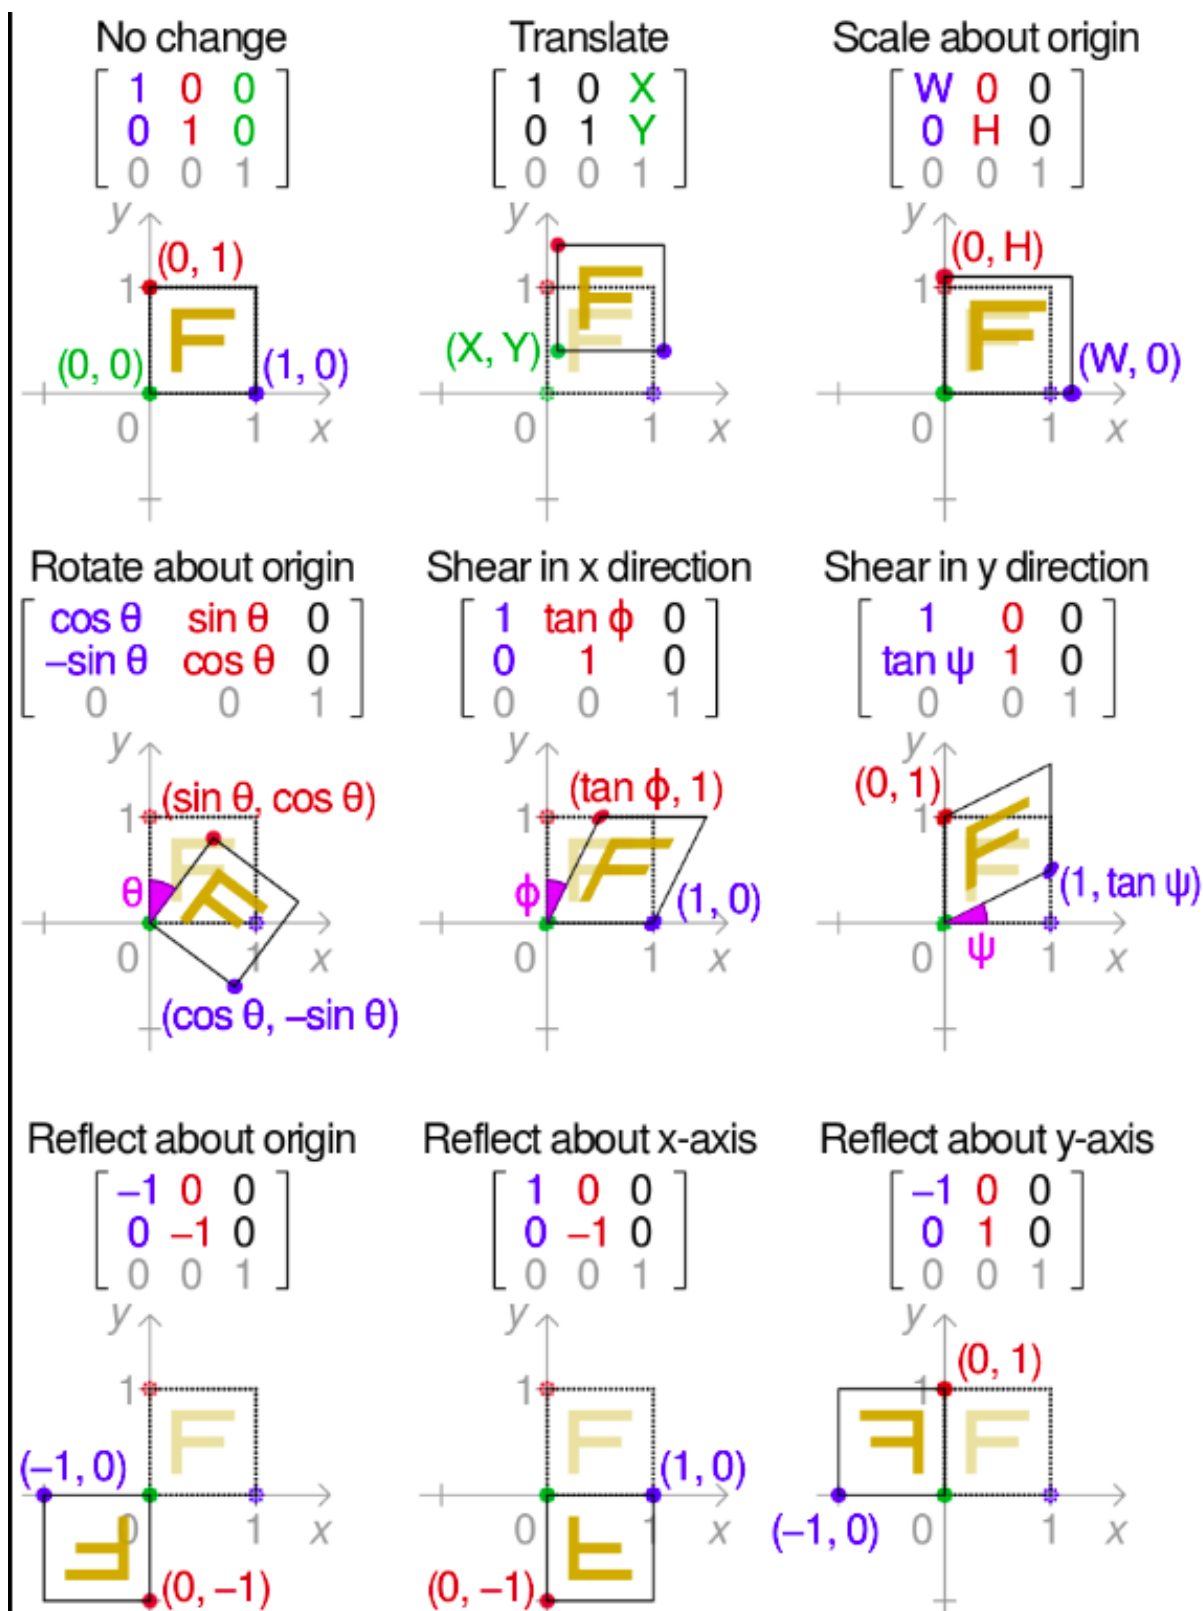 No change
Translate
Scale about origin
1 0 0
0 1 0
0 0 1
1 0 X
0 1 Y
0 0 1
W 0 0
0 H 0
0 0 1
y
(0, 1)
1
F
(0, 0)
(1, 0)
0
1
x
y
1
F
F
(X, Y)
0
1
x
y
(0, H)
1
F
F
(W, 0)
0
1
x
Rotate about origin
Shear in x direction
Shear in y direction
cos θ sin θ 0
–sin θ cos θ 0
0 0 1
1 tan ϕ 0
0 1 0
0 0 1
1 0 0
tan ψ 1 0
0 0 1
y
(sin θ, cos θ)
1
F
F
θ
0
1
x
(cos θ, –sin θ)
y
(tan ϕ, 1)
1
F
F
ϕ
(1, 0)
0
1
x
y
(0, 1)
1
F
F
(1, tan ψ)
ψ
0
1
x
Reflect about origin
Reflect about x-axis
Reflect about y-axis
–1 0 0
0 –1 0
0 0 1
1 0 0
0 –1 0
0 0 1
–1 0 0
0 1 0
0 0 1
y
1
F
(–1, 0)
0
1
x
F
(0, –1)
y
1
F
(1, 0)
0
1
x
F
(0, –1)
y
(0, 1)
1
F
F
(–1, 0)
0
1
x